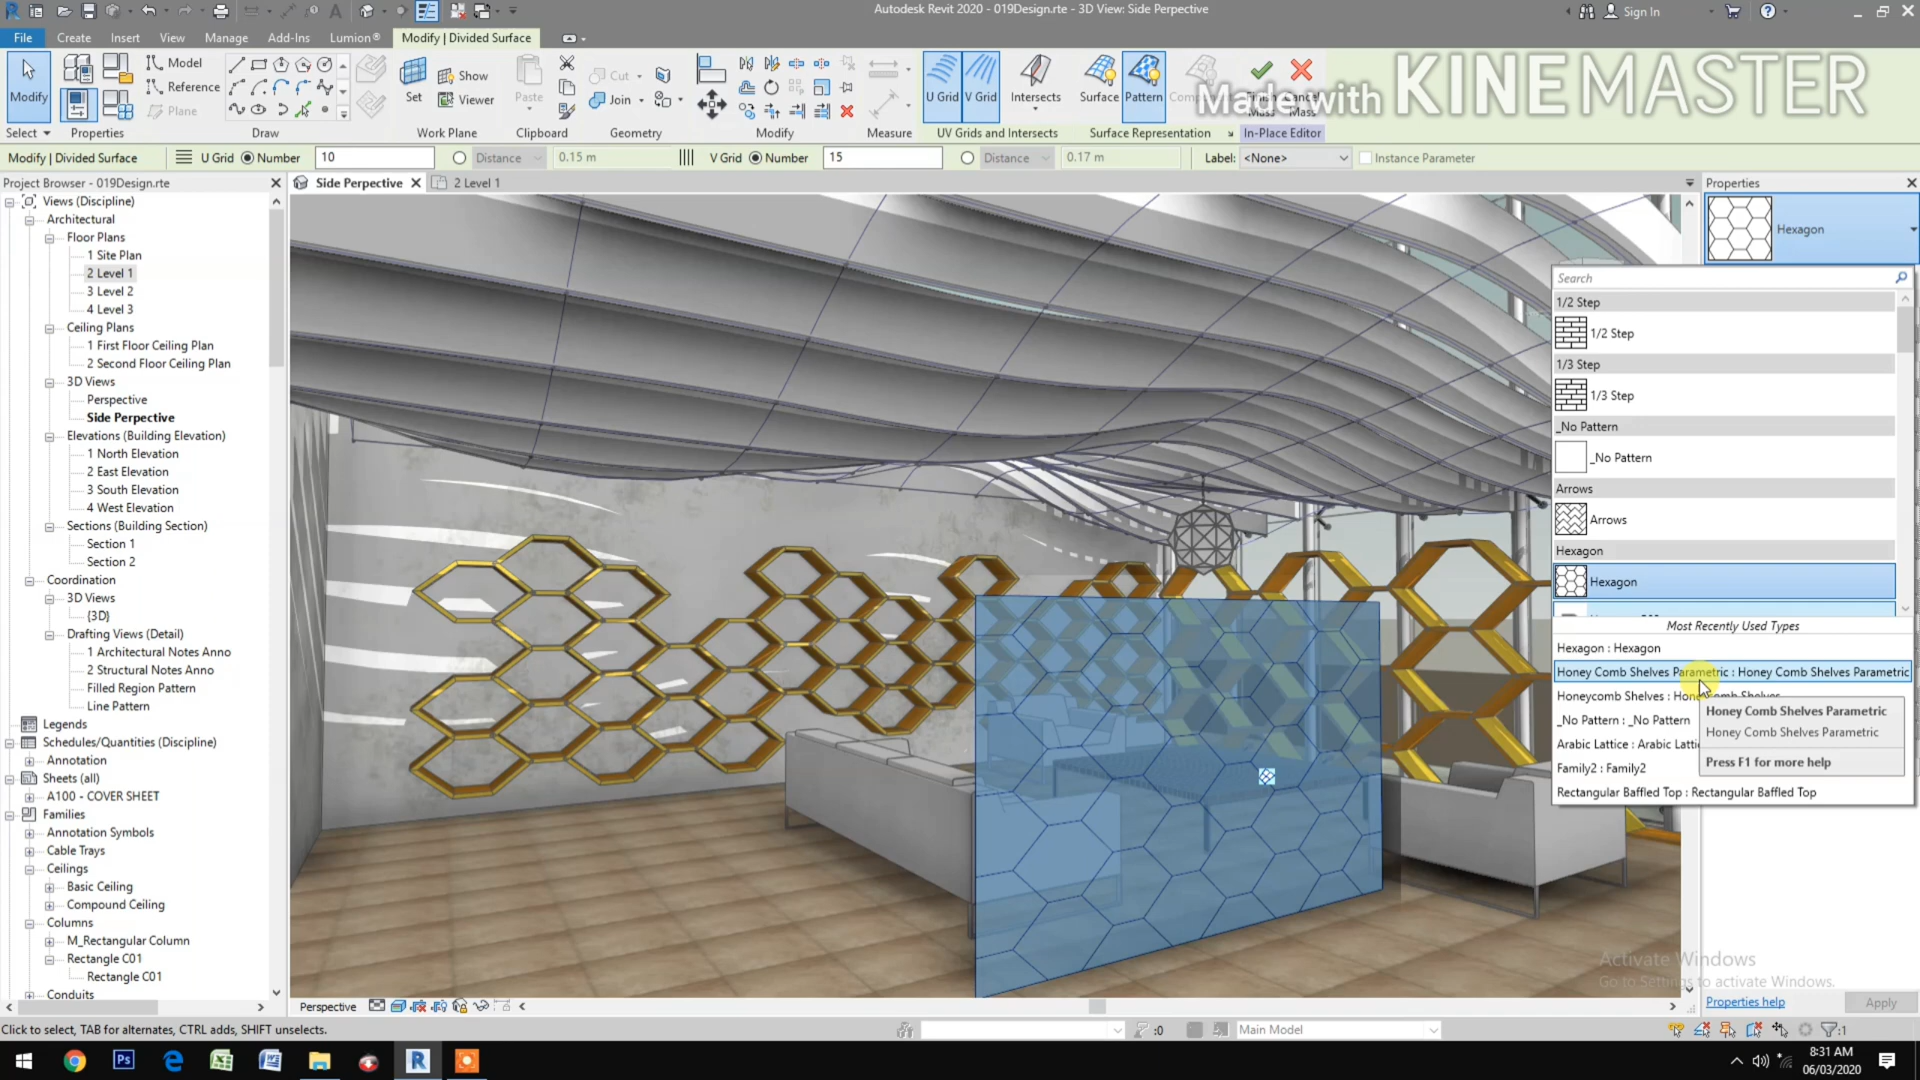 Autodesk Revit 2020 - 019Design.rte - 3D View: Side Perpective
Sign In
File
Create
Insert
View
Manage
Add-Ins
Lumion®
Modify | Divided Surface
Modify
Model
Reference
Plane
Set
Show
Viewer
Paste
Cut
Join
U Grid
V Grid
Intersects
Surface
Pattern
Finish Mass
Cancel Mass
Made with KINEMASTER
Select
Properties
Draw
Work Plane
Clipboard
Geometry
Modify
Measure
UV Grids and Intersects
Surface Representation
In-Place Editor
Modify | Divided Surface
U Grid
Number
10
Distance
0.15 m
V Grid
Number
15
Distance
0.17 m
Label:
<None>
Instance Parameter
Project Browser - 019Design.rte
Views (Discipline)
Architectural
Floor Plans
1 Site Plan
2 Level 1
3 Level 2
4 Level 3
Ceiling Plans
1 First Floor Ceiling Plan
2 Second Floor Ceiling Plan
3D Views
Perspective
Side Perpective
Elevations (Building Elevation)
1 North Elevation
2 East Elevation
3 South Elevation
4 West Elevation
Sections (Building Section)
Section 1
Section 2
Coordination
3D Views
{3D}
Drafting Views (Detail)
1 Architectural Notes Anno
2 Structural Notes Anno
Filled Region Pattern
Line Pattern
Legends
Schedules/Quantities (Discipline)
Annotation
Sheets (all)
A100 - COVER SHEET
Families
Annotation Symbols
Cable Trays
Ceilings
Basic Ceiling
Compound Ceiling
Columns
M_Rectangular Column
Rectangle C01
Rectangle C01
Conduits
Side Perpective
2 Level 1
Properties
Hexagon
Search
1/2 Step
1/2 Step
1/3 Step
1/3 Step
_No Pattern
_No Pattern
Arrows
Arrows
Hexagon
Hexagon
Most Recently Used Types
Hexagon : Hexagon
Honey Comb Shelves Parametric : Honey Comb Shelves Parametric
Honeycomb Shelves : Honeycomb Shelves
_No Pattern : _No Pattern
Arabic Lattice : Arabic Lattic
Family2 : Family2
Rectangular Baffled Top : Rectangular Baffled Top
Honey Comb Shelves Parametric
Honey Comb Shelves Parametric
Press F1 for more help
Activate Windows
Go to Settings to activate Windows.
Properties help
Apply
Perspective
Click to select, TAB for alternates, CTRL adds, SHIFT unselects.
:0
Main Model
:1
8:31 AM
06/03/2020